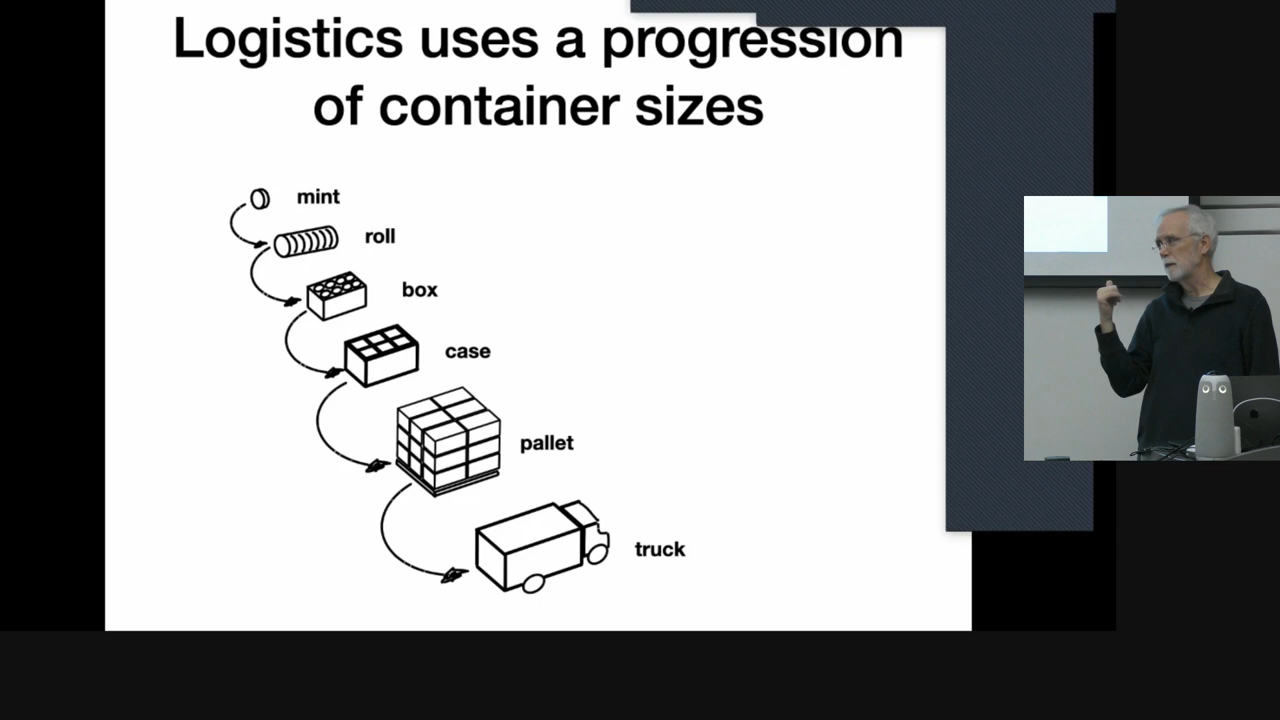 Logistics uses a progression
of container sizes
mint
roll
box
case
pallet
truck